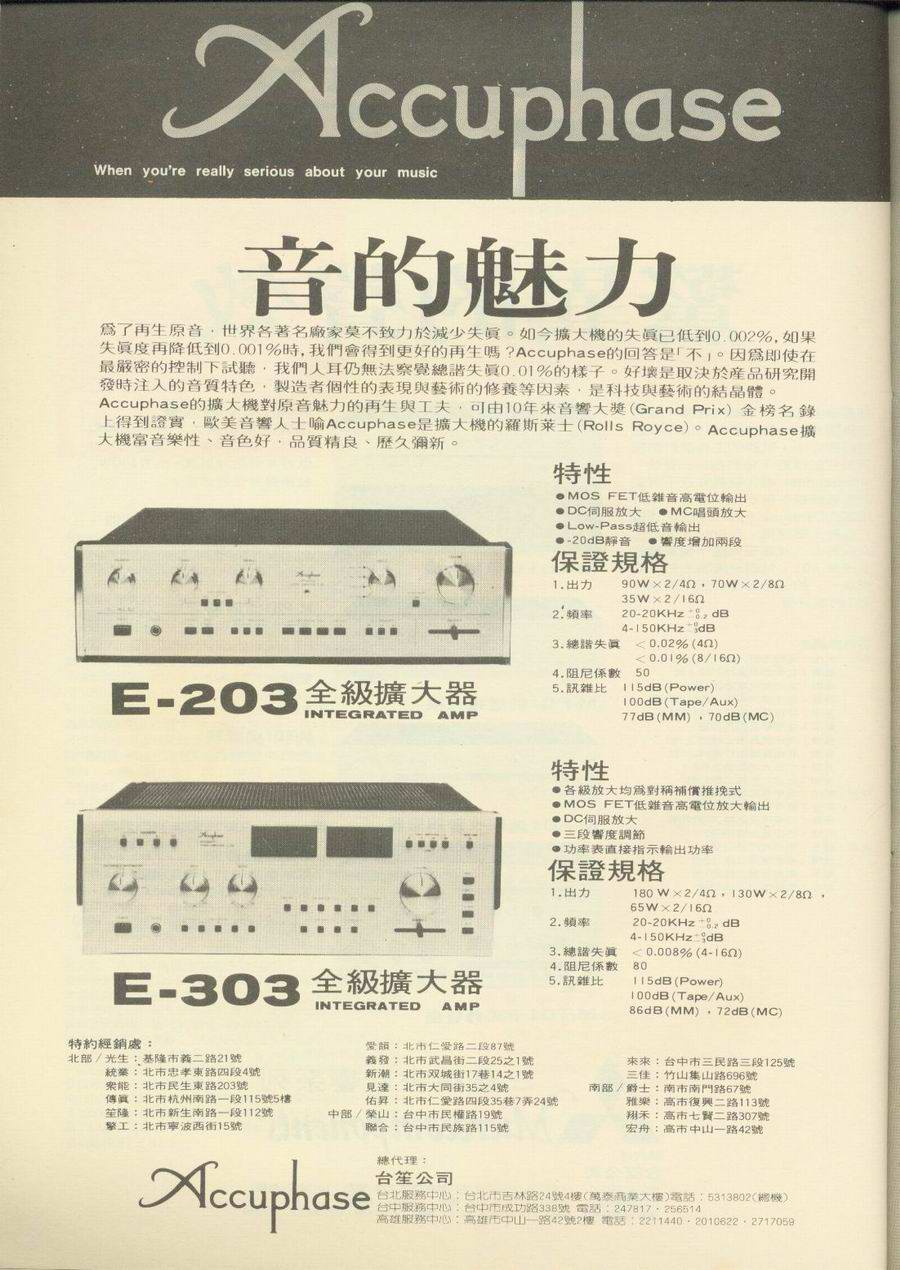 Accuphase
When you're really serious about your music
音的魅力
爲了再生原音，世界各著名廠家莫不致力於減少失眞。如今擴大機的失眞已低到0.002%，如果
失眞度再降低到0.001%時，我們會得到更好的再生嗎？Accuphase的回答是「不」。因爲卽使在
最嚴密的控制下試聽，我們人耳仍無法察覺總諧失眞0.01%的樣子。好壞是取決於産品研究開
發時注入的音質特色，製造者個性的表現與藝術的修養等因素，是科技與藝術的結晶體。
Accuphase的擴大機對原音魅力的再生與工夫，可由10年來音響大獎(Grand Prix) 金榜名錄
上得到證實，歐美音響人士喻Accuphase是擴大機的羅斯萊士(Rolls Royce)。Accuphase擴
大機富音樂性、音色好，品質精良、歷久彌新。
特性
●MOS FET低雜音高電位輸出
●DC伺服放大 ●MC唱頭放大
●Low-Pass超低音輸出
●-20dB靜音 ●響度增加兩段
保證規格
1.出力 90W×2/4Ω，70W×2/8Ω
35W×2/16Ω
2.頻率 20-20KHz +0 -0.2 dB
4-150KHz +0 -3 dB
3.總諧失眞 <0.02%(4Ω)
<0.01%(8/16Ω)
4.阻尼係數 50
5.訊雜比 115dB(Power)
100dB(Tape/Aux)
77dB(MM)，70dB(MC)
Accuphase
E-203 全級擴大器
INTEGRATED AMP
特性
●各級放大均爲對稱補償推挽式
●MOS FET低雜音高電位放大輸出
●DC伺服放大
●三段響度調節
●功率表直接指示輸出功率
保證規格
1.出力 180 W×2/4Ω，130W×2/8Ω，
65W×2/16Ω
2.頻率 20-20KHz +0 -0.2 dB
4-150KHz +0 -3 dB
3.總諧失眞 <0.008%(4-16Ω)
4.阻尼係數 80
5.訊雜比 115dB(Power)
100dB(Tape/Aux)
86dB(MM)，72dB(MC)
Accuphase
E-303 全級擴大器
INTEGRATED AMP
特約經銷處：
北部／光生：基隆市義二路21號
統業：北市忠孝東路四段4號
衆能：北市民生東路203號
傳眞：北市杭州南路一段115號5樓
笙隆：北市新生南路一段112號
擎工：北市寧波西街15號
愛韻：北市仁愛路二段87號
義發：北市武昌街二段25之1號
新潮：北市双城街17巷14之1號
見達：北市大同街35之4號
佑昇：北市仁愛路四段35巷7弄24號
中部／榮山：台中市民權路19號
聯合：台中市民族路115號
來來：台中市三民路三段125號
三佳：竹山集山路696號
南部／爵士：南市南門路67號
雅樂：高市復興二路113號
翔禾：高市七賢二路307號
宏舟：高市中山一路42號
Accuphase
總代理：
台笙公司
台北服務中心：台北市吉林路24號4樓(萬泰商業大樓)電話：5313802(總機)
台中服務中心：台中市成功路338號 電話：247817・256514
高雄服務中心：高雄市中山一路42號2樓 電話：2211440・2010622・2717059